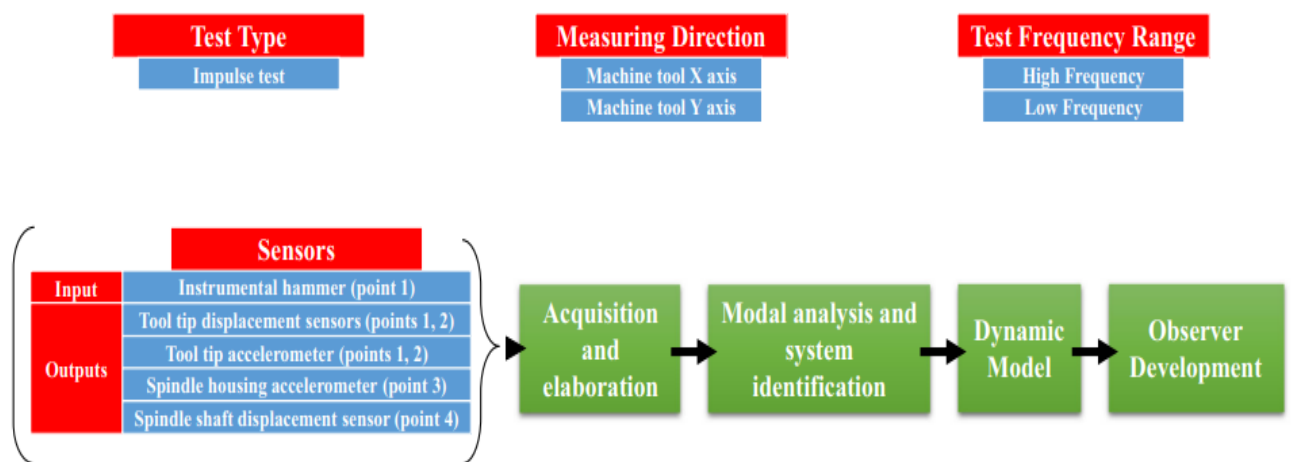 Test Type
Impulse test
Measuring Direction
Machine tool X axis
Machine tool Y axis
Test Frequency Range
High Frequency
Low Frequency
Sensors
Input
Instrumental hammer (point 1)
Outputs
Tool tip displacement sensors (points 1, 2)
Tool tip accelerometer (points 1, 2)
Spindle housing accelerometer (point 3)
Spindle shaft displacement sensor (point 4)
Acquisition
and
elaboration
Modal analysis and
system
identification
Dynamic
Model
Observer
Development